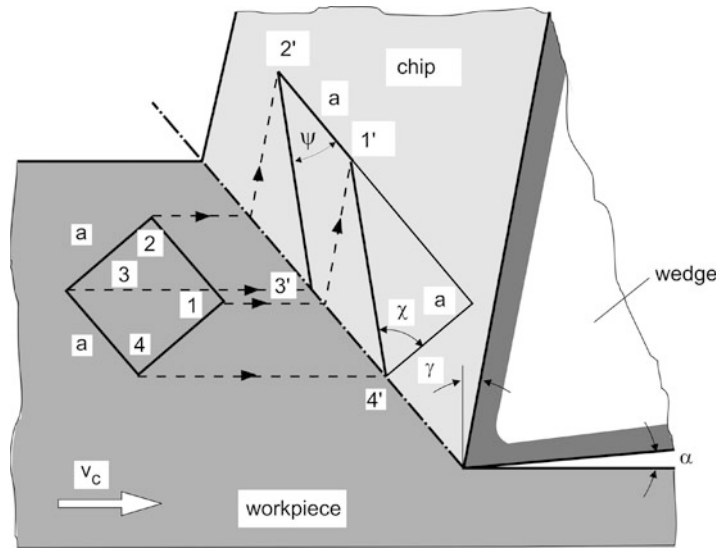 2'
chip
a
1'
ψ
a
2
3
wedge
3'
1
a
χ
a
4
γ
4'
α
v_c
workpiece